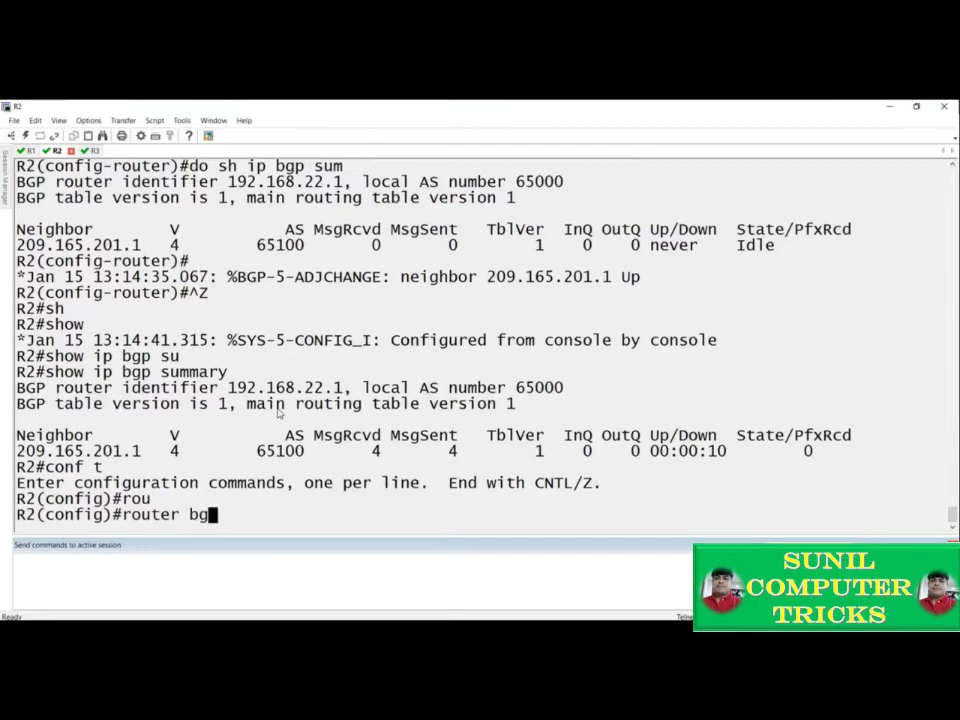 R2
File Edit View Options Transfer Script Tools Window Help
R1 R2 R3
Session Manager
R2(config-router)#do sh ip bgp sum
BGP router identifier 192.168.22.1, local AS number 65000
BGP table version is 1, main routing table version 1
Neighbor V AS MsgRcvd MsgSent TblVer InQ OutQ Up/Down State/PfxRcd
209.165.201.1 4 65100 0 0 1 0 0 never Idle
R2(config-router)#
*Jan 15 13:14:35.067: %BGP-5-ADJCHANGE: neighbor 209.165.201.1 Up
R2(config-router)#^Z
R2#sh
R2#show
*Jan 15 13:14:41.315: %SYS-5-CONFIG_I: Configured from console by console
R2#show ip bgp su
R2#show ip bgp summary
BGP router identifier 192.168.22.1, local AS number 65000
BGP table version is 1, main routing table version 1
Neighbor V AS MsgRcvd MsgSent TblVer InQ OutQ Up/Down State/PfxRcd
209.165.201.1 4 65100 4 4 1 0 0 00:00:10 0
R2#conf t
Enter configuration commands, one per line. End with CNTL/Z.
R2(config)#rou
R2(config)#router bg
Send commands to active session
Ready
SUNIL
COMPUTER
TRICKS